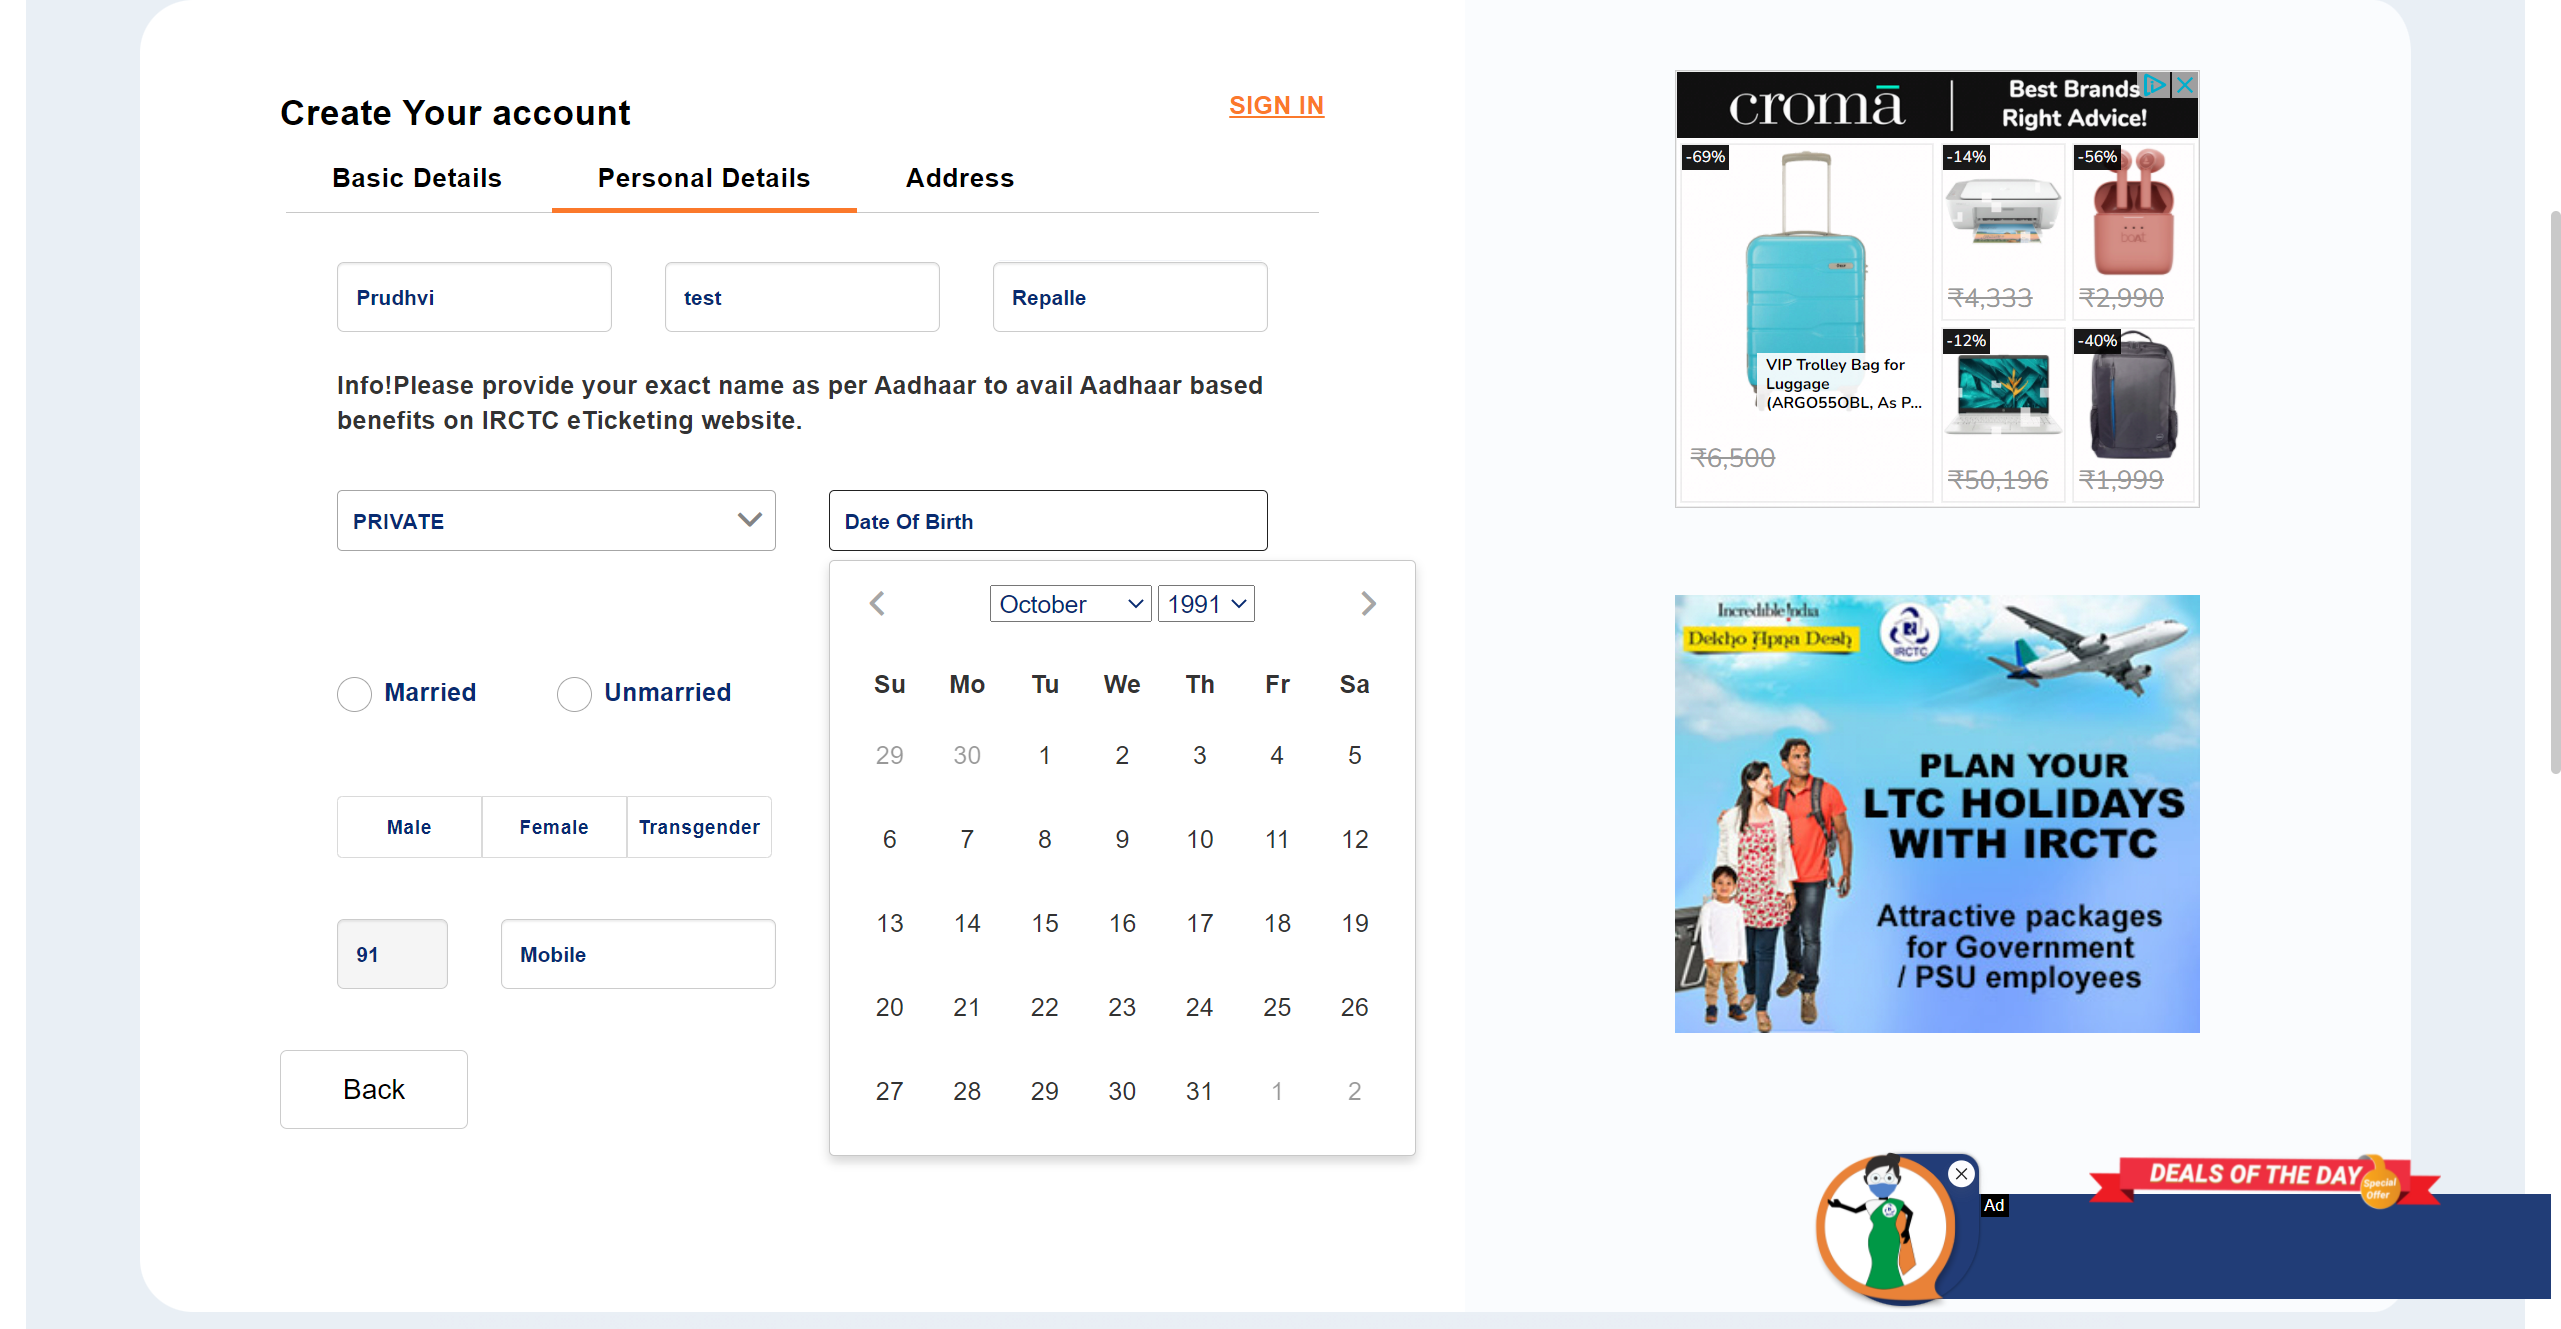 Create Your account
SIGN IN
Basic Details
Personal Details
Address
Prudhvi
test
Repalle
Info!Please provide your exact name as per Aadhaar to avail Aadhaar based
benefits on IRCTC eTicketing website.
PRIVATE
Date Of Birth
October
1991
Su Mo Tu We Th Fr Sa
29 30 1 2 3 4 5
6 7 8 9 10 11 12
13 14 15 16 17 18 19
20 21 22 23 24 25 26
27 28 29 30 31 1 2
Married
Unmarried
Male
Female
Transgender
91
Mobile
Back
cromā
Best Brands
Right Advice!
-69%
VIP Trolley Bag for
Luggage
(ARGO55OBL, As P...
₹6,500
-14%
₹4,333
-56%
boAt
₹2,990
-12%
₹50,196
-40%
₹1,999
Incredible !ndia
Dekho Apna Desh
IRCTC
PLAN YOUR
LTC HOLIDAYS
WITH IRCTC
Attractive packages
for Government
/ PSU employees
DEALS OF THE DAY
Special
Offer
Ad